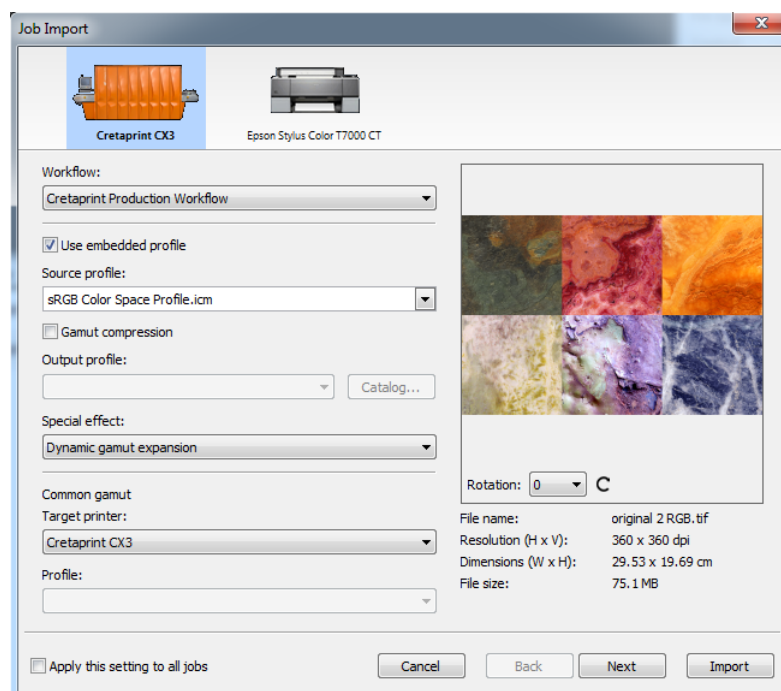 Job Import
Cretaprint CX3
Epson Stylus Color T7000 CT
Workflow:
Cretaprint Production Workflow
Use embedded profile
Source profile:
sRGB Color Space Profile.icm
Gamut compression
Output profile:
Catalog...
Special effect:
Dynamic gamut expansion
Common gamut
Target printer:
Cretaprint CX3
Profile:
Rotation: 0
File name: original 2 RGB.tif
Resolution (H x V): 360 x 360 dpi
Dimensions (W x H): 29.53 x 19.69 cm
File size: 75.1 MB
Apply this setting to all jobs
Cancel
Back
Next
Import